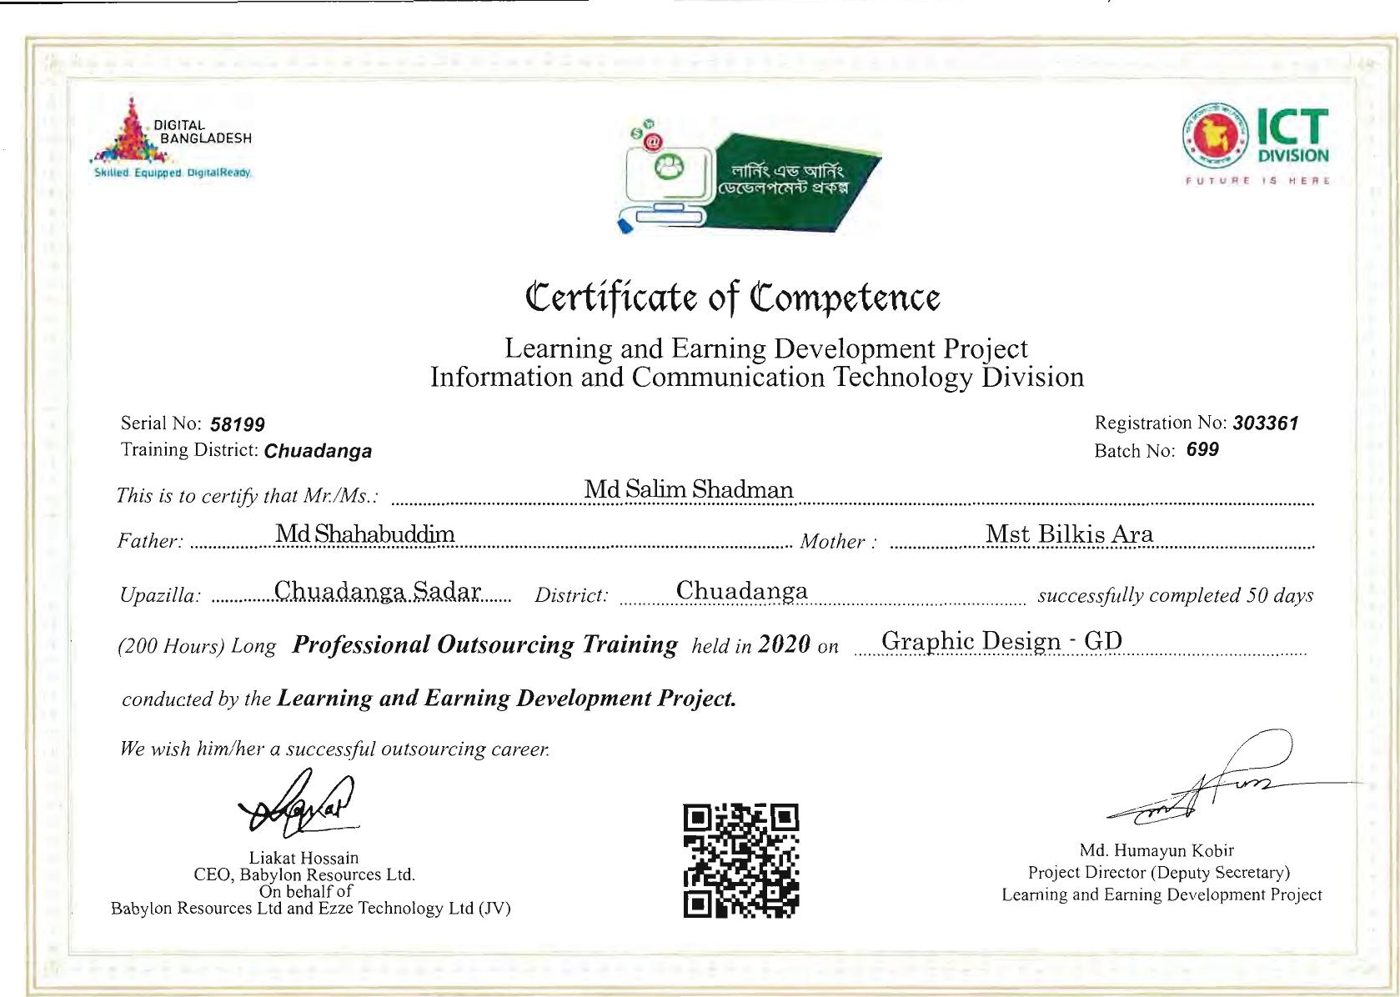 DIGITAL
BANGLADESH
Skilled. Equipped. DigitalReady.
লার্নিং এন্ড আর্নিং
ডেভেলপমেন্ট প্রকল্প
ICT
DIVISION
FUTURE IS HERE
Certificate of Competence
Learning and Earning Development Project
Information and Communication Technology Division
Serial No: 58199
Registration No: 303361
Training District: Chuadanga
Batch No: 699
This is to certify that Mr./Ms.: Md Salim Shadman
Father: Md Shahabuddim Mother : Mst Bilkis Ara
Upazilla: Chuadanga Sadar District: Chuadanga successfully completed 50 days
(200 Hours) Long Professional Outsourcing Training held in 2020 on Graphic Design - GD
conducted by the Learning and Earning Development Project.
We wish him/her a successful outsourcing career.
Liakat Hossain
CEO, Babylon Resources Ltd.
On behalf of
Babylon Resources Ltd and Ezze Technology Ltd (JV)
Md. Humayun Kobir
Project Director (Deputy Secretary)
Learning and Earning Development Project